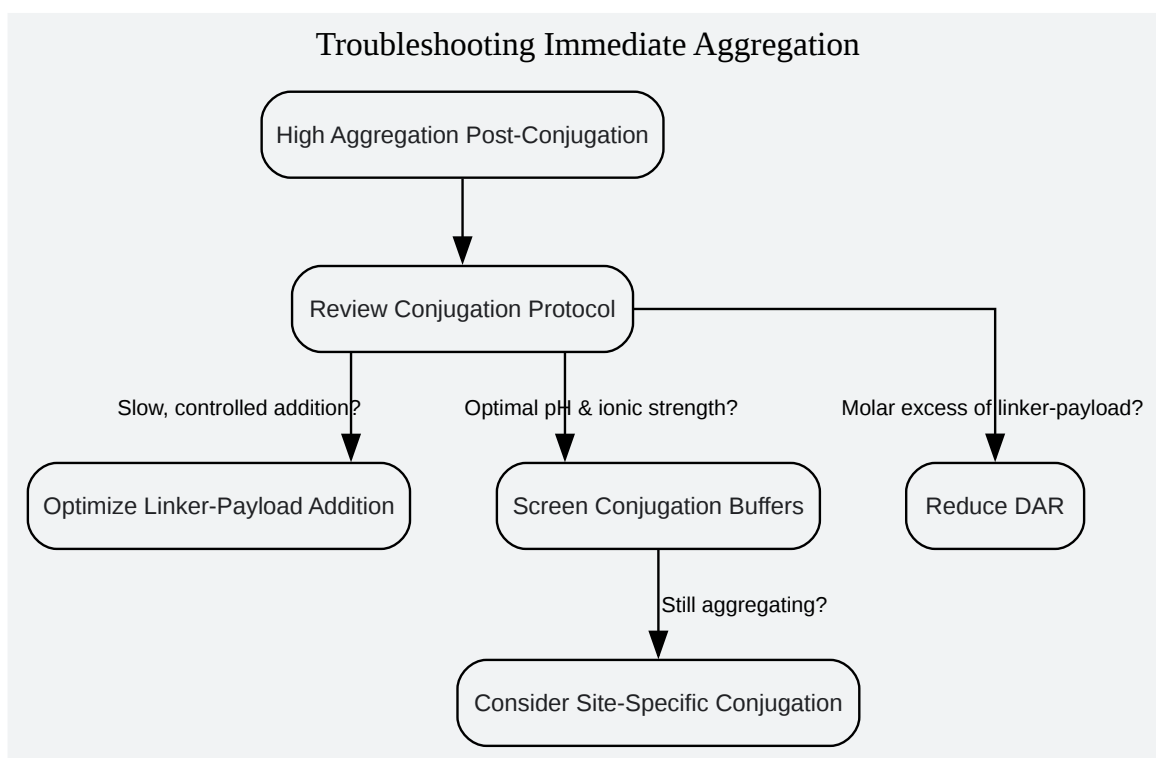 Troubleshooting Immediate Aggregation
High Aggregation Post-Conjugation
Review Conjugation Protocol
Slow, controlled addition?
Optimal pH & ionic strength?
Molar excess of linker-payload?
Optimize Linker-Payload Addition
Screen Conjugation Buffers
Reduce DAR
Still aggregating?
Consider Site-Specific Conjugation